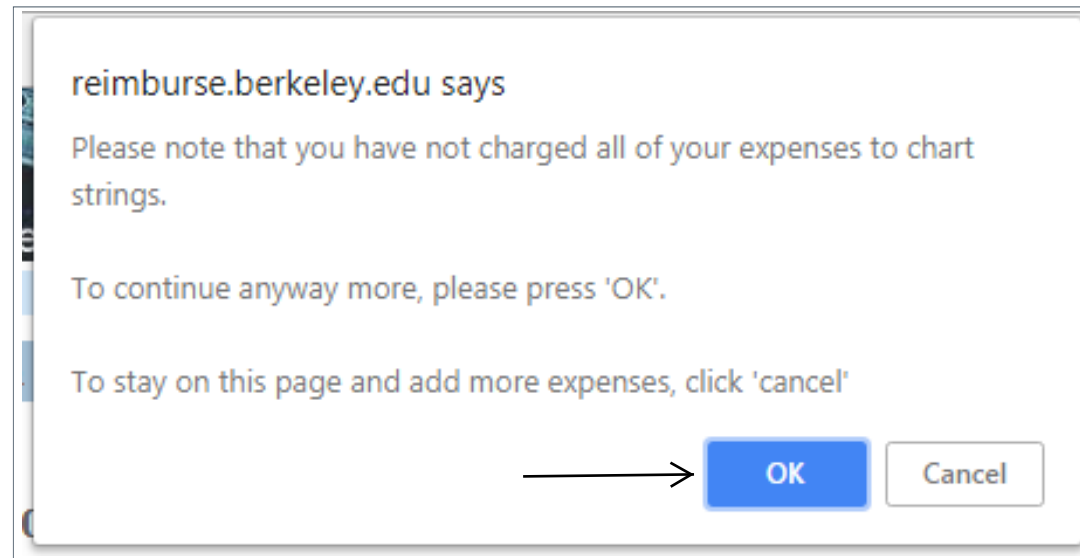 reimburse.berkeley.edu says
Please note that you have not charged all of your expenses to chart
strings.
To continue anyway more, please press 'OK'.
To stay on this page and add more expenses, click 'cancel'
OK
Cancel